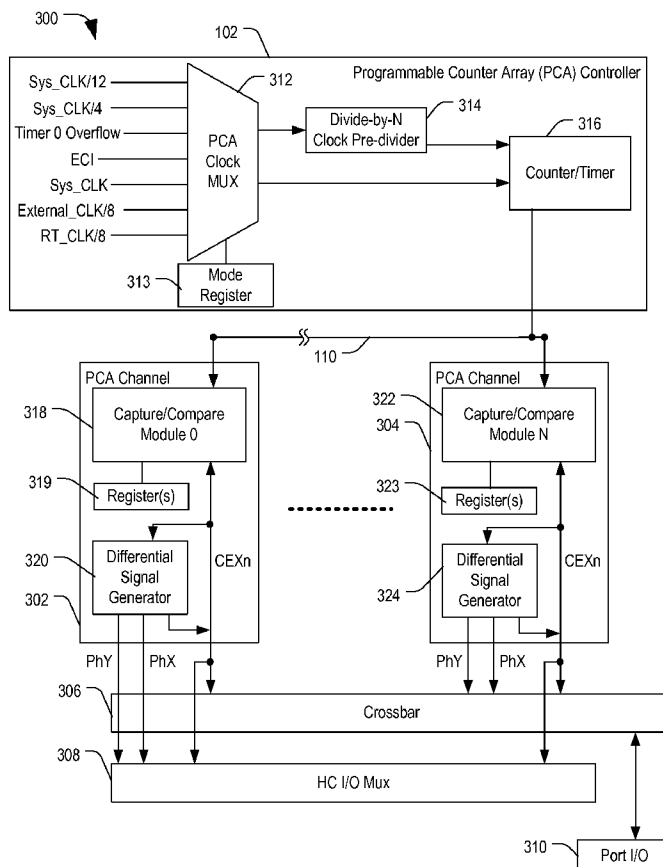 300
102
Programmable Counter Array (PCA) Controller
Sys_CLK/12
Sys_CLK/4
Timer 0 Overflow
ECI
Sys_CLK
External_CLK/8
RT_CLK/8
312
PCA
Clock
MUX
313
Mode
Register
314
Divide-by-N
Clock Pre-divider
316
Counter/Timer
110
PCA Channel
318
Capture/Compare
Module 0
319
Register(s)
320
Differential
Signal
Generator
CEXn
302
PhY
PhX
PCA Channel
322
Capture/Compare
Module N
304
323
Register(s)
324
Differential
Signal
Generator
CEXn
PhY
PhX
306
Crossbar
308
HC I/O Mux
310
Port I/O